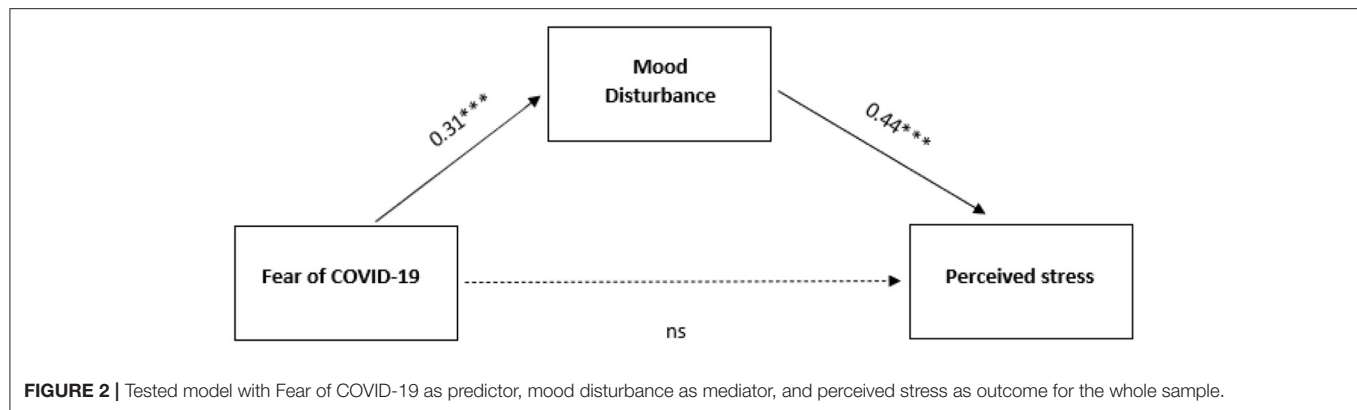 Mood
Disturbance
0.31***
0.44***
Fear of COVID-19
Perceived stress
ns
FIGURE 2 | Tested model with Fear of COVID-19 as predictor, mood disturbance as mediator, and perceived stress as outcome for the whole sample.